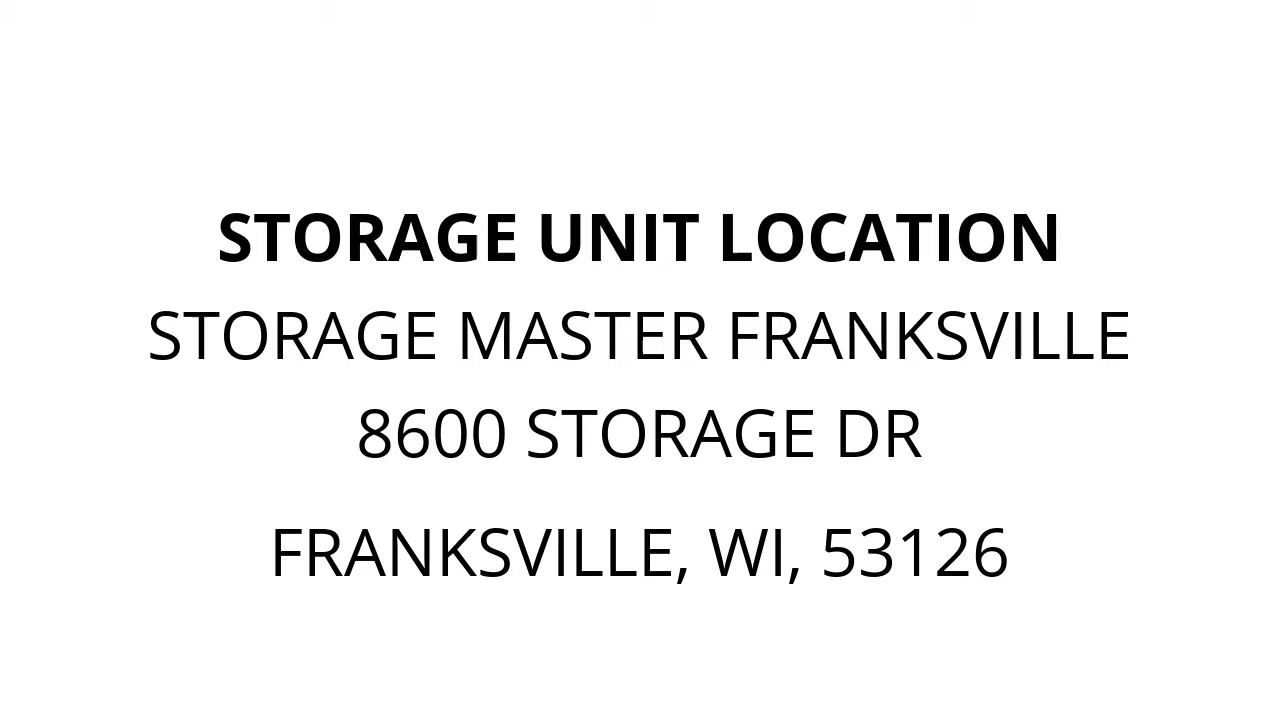 STORAGE UNIT LOCATION
STORAGE MASTER FRANKSVILLE
8600 STORAGE DR
FRANKSVILLE, WI, 53126